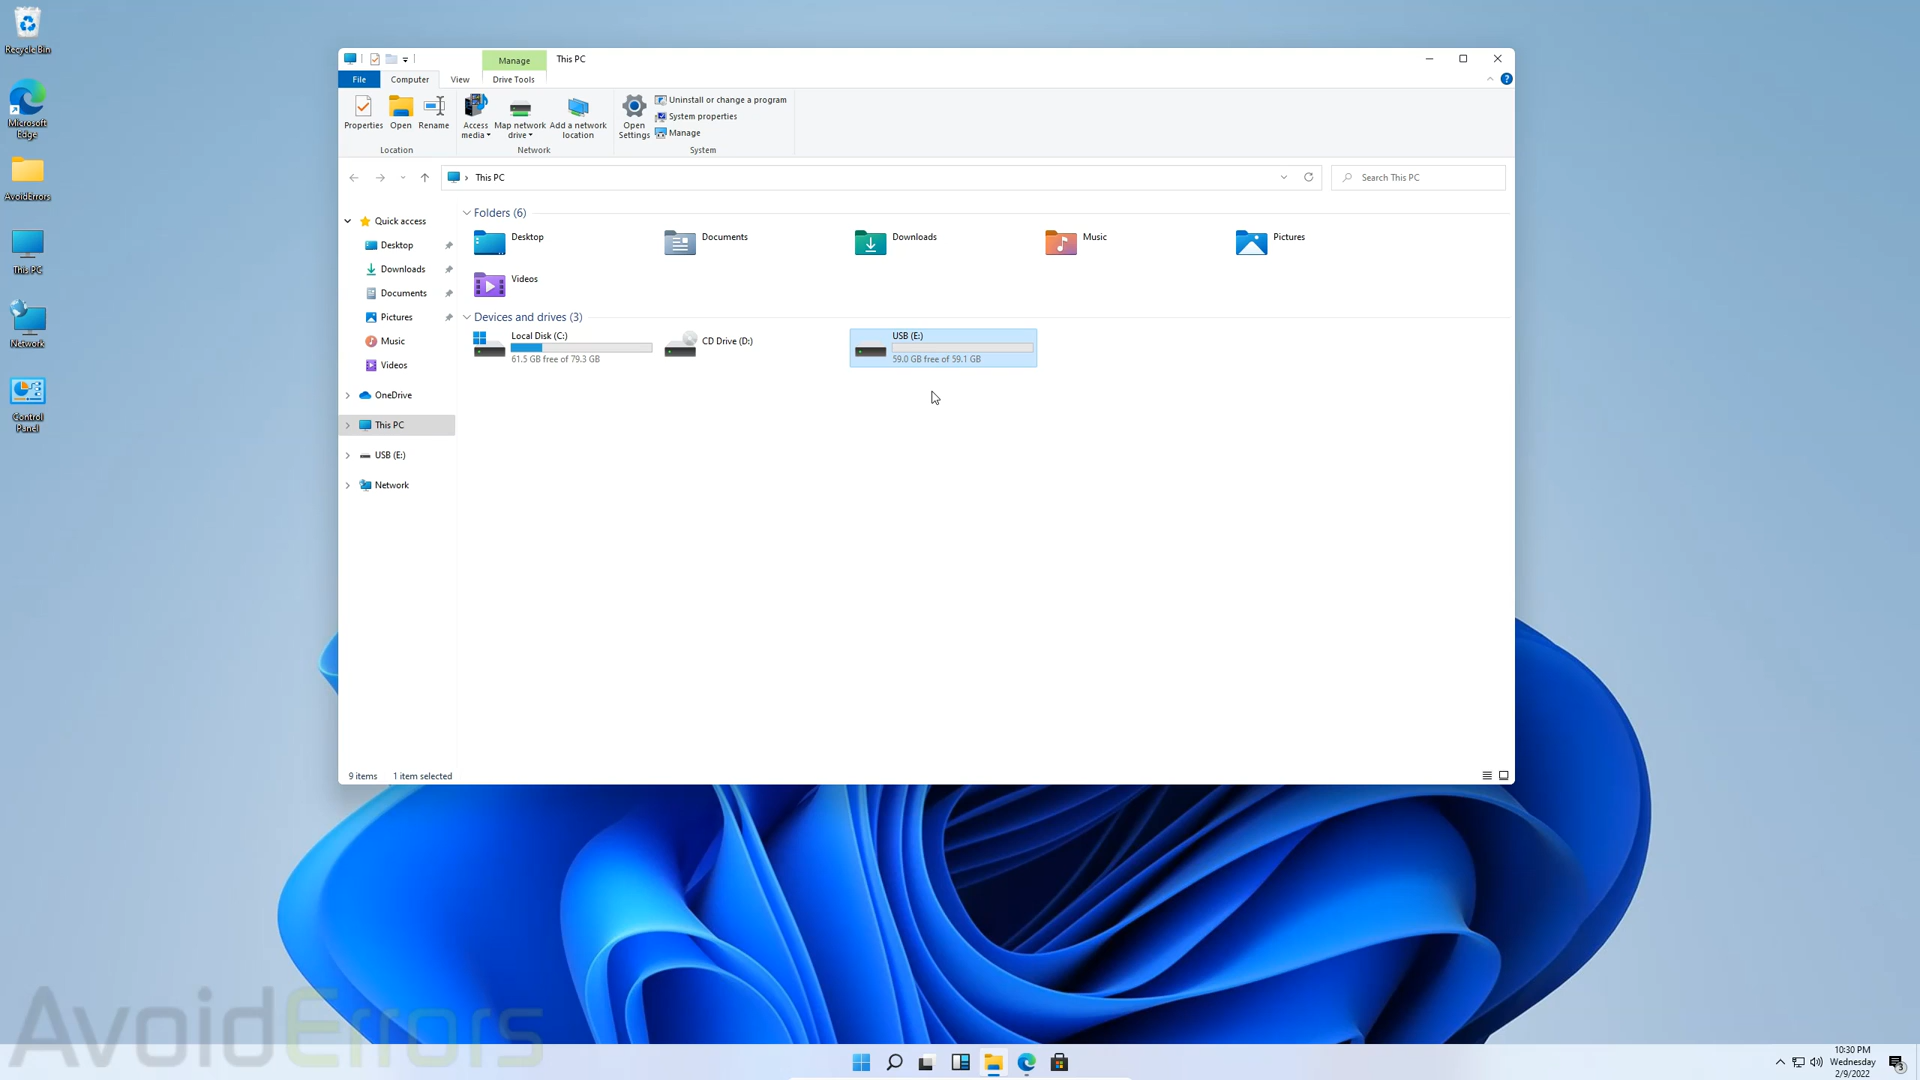 Recycle Bin
Microsoft
Edge
AvoidErrors
This PC
Network
Control
Panel
Manage
This PC
File
Computer
View
Drive Tools
Properties
Open
Rename
Access
media
Map network
drive
Add a network
location
Open
Settings
Uninstall or change a program
System properties
Manage
Location
Network
System
This PC
Search This PC
Quick access
Desktop
Downloads
Documents
Pictures
Music
Videos
OneDrive
This PC
USB (E:)
Network
Folders (6)
Desktop
Documents
Downloads
Music
Pictures
Videos
Devices and drives (3)
Local Disk (C:)
61.5 GB free of 79.3 GB
CD Drive (D:)
USB (E:)
59.0 GB free of 59.1 GB
9 items
1 item selected
AvoidErrors
10:30 PM
Wednesday
2/9/2022
3